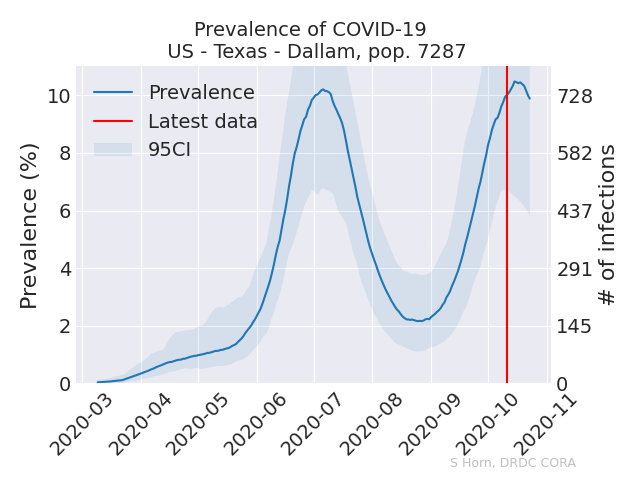 Prevalence of COVID-19
US - Texas - Dallam, pop. 7287
Prevalence
Latest data
95CI
Prevalence (%)
10
8
6
4
2
0
728
582
437
291
145
0
# of infections
2020-03
2020-04
2020-05
2020-06
2020-07
2020-08
2020-09
2020-10
2020-11
S Horn, DRDC CORA